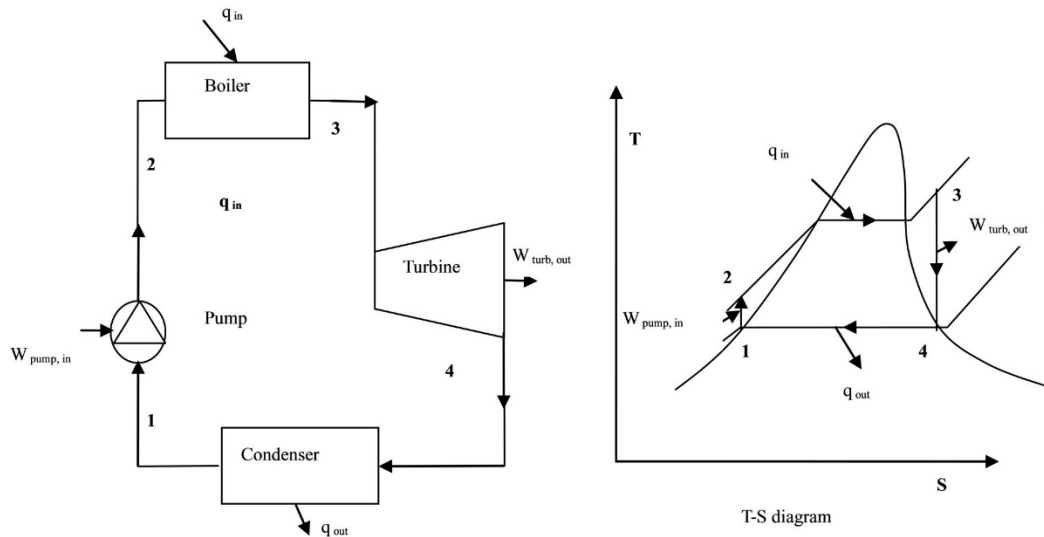 q in
Boiler
3
2
q in
Turbine
W turb, out
Pump
W pump, in
4
1
Condenser
q out
T
q in
3
W turb, out
2
W pump, in
1
4
q out
S
T-S diagram